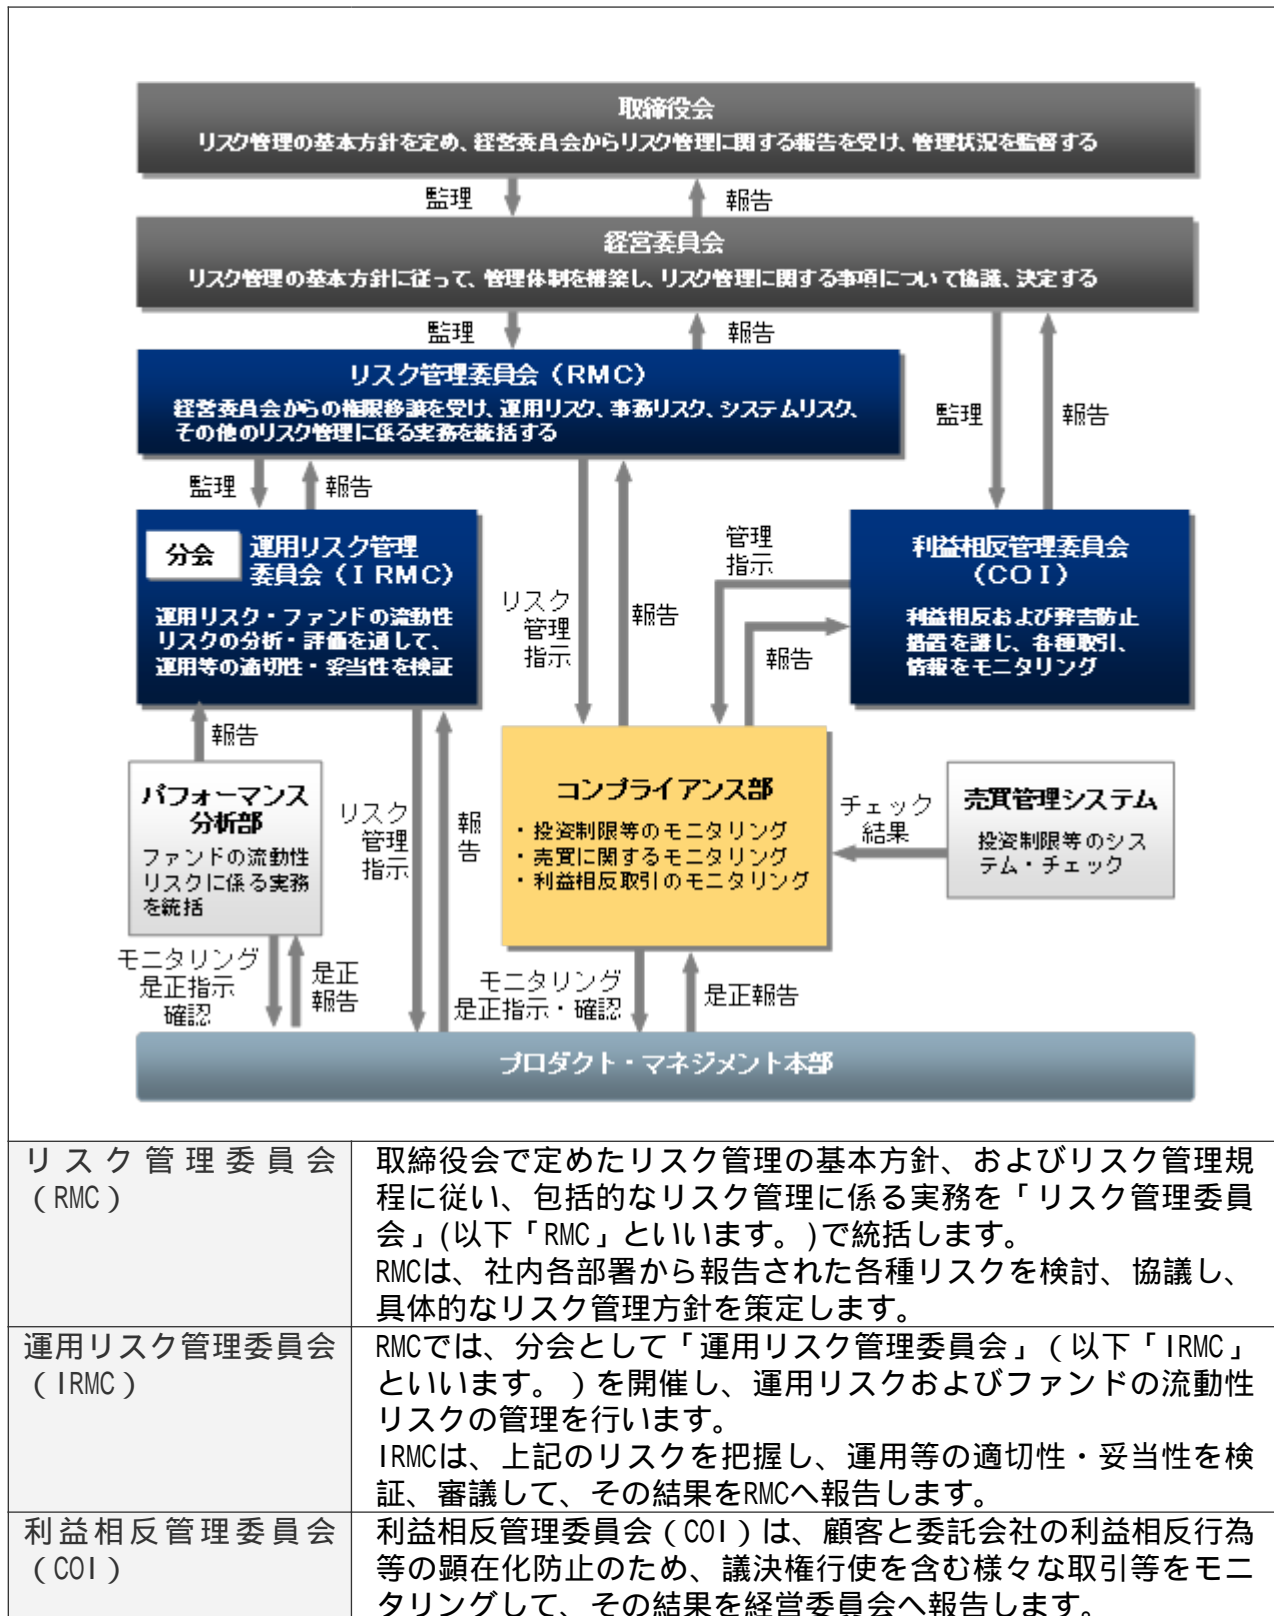 取締役会
リスク管理の基本方針を定め、経営委員会からリスク管理に関する報告を受け、管理状況を監督する
監理
報告
経営委員会
リスク管理の基本方針に従って、管理体制を構築し、リスク管理に関する事項について協議、決定する
監理
報告
リスク管理委員会（RMC）
経営委員会からの権限移譲を受け、運用リスク、事務リスク、システムリスク、
その他のリスク管理に係る実務を統括する
監理
報告
監理
報告
分会
運用リスク管理
委員会（IRMC）
運用リスク・ファンドの流動性
リスクの分析・評価を通して、
運用等の適切性・妥当性を検証
リスク
管理
指示
報告
管理
指示
報告
利益相反管理委員会
（COI）
利益相反および弊害防止
措置を講じ、各種取引、
情報をモニタリング
報告
パフォーマンス
分析部
ファンドの流動性
リスクに係る実務
を統括
リスク
管理
指示
報
告
コンプライアンス部
・投資制限等のモニタリング
・売買に関するモニタリング
・利益相反取引のモニタリング
チェック
結果
売買管理システム
投資制限等のシス
テム・チェック
モニタリング
是正指示
確認
是正
報告
モニタリング
是正指示・確認
是正報告
プロダクト・マネジメント本部
リスク管理委員会
（RMC）
取締役会で定めたリスク管理の基本方針、およびリスク管理規
程に従い、包括的なリスク管理に係る実務を「リスク管理委員
会」(以下「RMC」といいます。)で統括します。
RMCは、社内各部署から報告された各種リスクを検討、協議し、
具体的なリスク管理方針を策定します。
運用リスク管理委員会
（IRMC）
RMCでは、分会として「運用リスク管理委員会」（以下「IRMC」
といいます。）を開催し、運用リスクおよびファンドの流動性
リスクの管理を行います。
IRMCは、上記のリスクを把握し、運用等の適切性・妥当性を検
証、審議して、その結果をRMCへ報告します。
利益相反管理委員会
（COI）
利益相反管理委員会（COI）は、顧客と委託会社の利益相反行為
等の顕在化防止のため、議決権行使を含む様々な取引等をモニ
タリングして、その結果を経営委員会へ報告します。